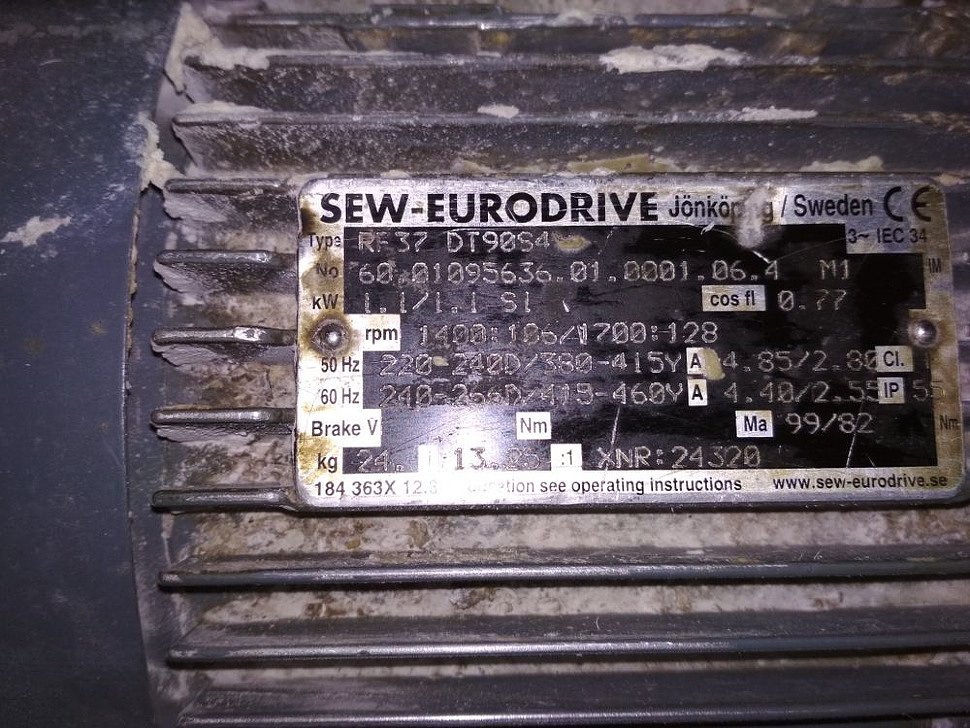 SEW-EURODRIVE Jönköping / Sweden CE
Type RF37 DT90S4 3~ IEC 34
No 60.01095636.01.0001.06.4 M1 IM
kW 1.1/1.1 S1 cos fl 0.77
rpm 1400:106/1700:128
50 Hz 220-240D/380-415Y A 4.85/2.80 Cl.
60 Hz 240-266D/415-460Y A 4.40/2.55 IP 55
Brake V Nm Ma 99/82 Nm
kg 24. :1 XNR:24320
184 363X 12.8 see operating instructions www.sew-eurodrive.se